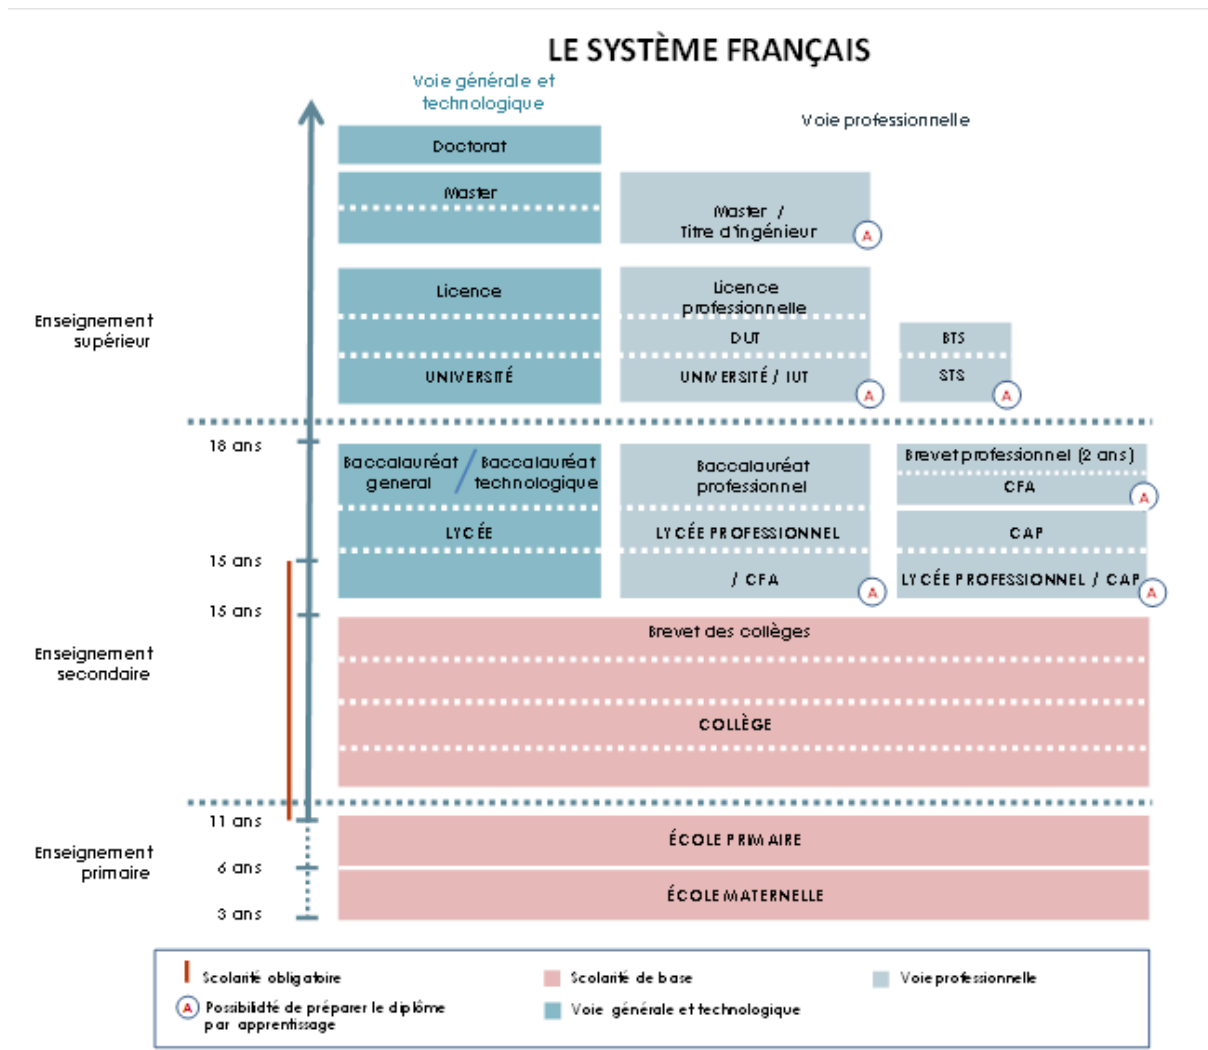 LE SYSTÈME FRANÇAIS
Voie générale et
technologique
Voie professionnelle
Doctorat
Master
Master /
Titre d'ingénieur
A
Enseignement
supérieur
Licence
Licence
professionnelle
DUT
BTS
UNIVERSITÉ
UNIVERSITÉ / IUT
A
STS
A
18 ans
Baccalauréat
general
/
Baccalauréat
technologique
Baccalauréat
professionnel
Brevet professionnel (2 ans)
CFA
A
LYCÉE
LYCÉE PROFESSIONNEL
CAP
15 ans
/ CFA
A
LYCÉE PROFESSIONNEL / CAP
A
15 ans
Enseignement
secondaire
Brevet des collèges
COLLÈGE
11 ans
Enseignement
primaire
ÉCOLE PRIMAIRE
6 ans
ÉCOLE MATERNELLE
3 ans
Scolarité obligatoire
Scolarité de base
Voie professionnelle
A Possibilidté de préparer le diplôme
par apprentissage
Voie générale et technologique